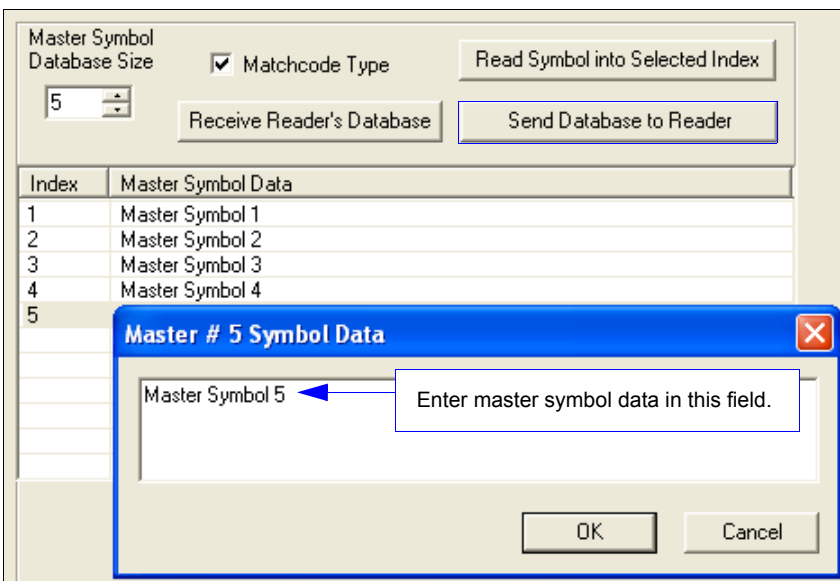 Master Symbol
Database Size
Matchcode Type
Read Symbol into Selected Index
5
Receive Reader's Database
Send Database to Reader
Index Master Symbol Data
1 Master Symbol 1
2 Master Symbol 2
3 Master Symbol 3
4 Master Symbol 4
5
Master # 5 Symbol Data
Master Symbol 5
Enter master symbol data in this field.
OK Cancel